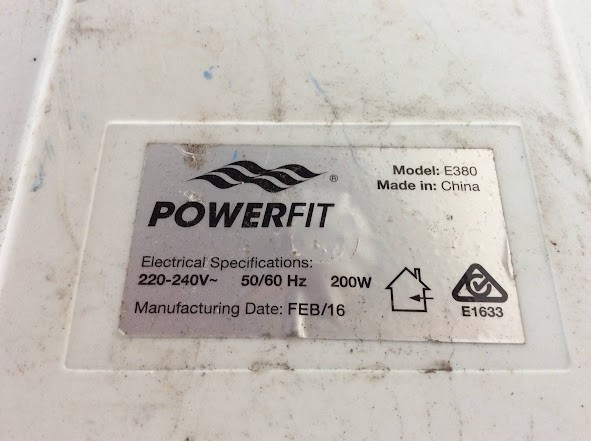 Model: E380
Made in: China
®
POWERFIT
Electrical Specifications:
220-240V~ 50/60 Hz 200W
Manufacturing Date: FEB/16
E1633